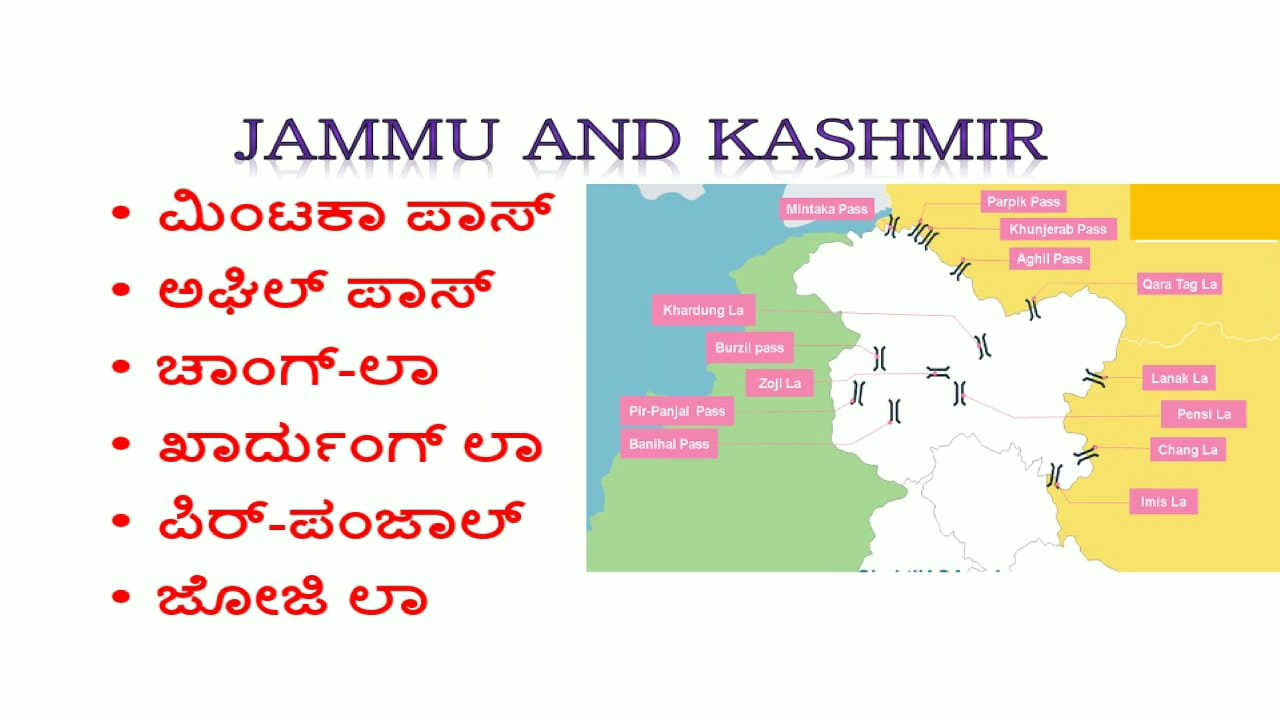 JAMMU AND KASHMIR
• ಮಿಂಟಕಾ ಪಾಸ್
• ಅಘಿಲ್ ಪಾಸ್
• ಚಾಂಗ್-ಲಾ
• ಖಾರ್ದುಂಗ್ ಲಾ
• ಪಿರ್-ಪಂಜಾಲ್
• ಜೋಜಿ ಲಾ
Mintaka Pass
Parpik Pass
Khunjerab Pass
Aghil Pass
Qara Tag La
Khardung La
Burzil pass
Zoji La
Pir-Panjal Pass
Banihal Pass
Lanak La
Pensi La
Chang La
Imis La